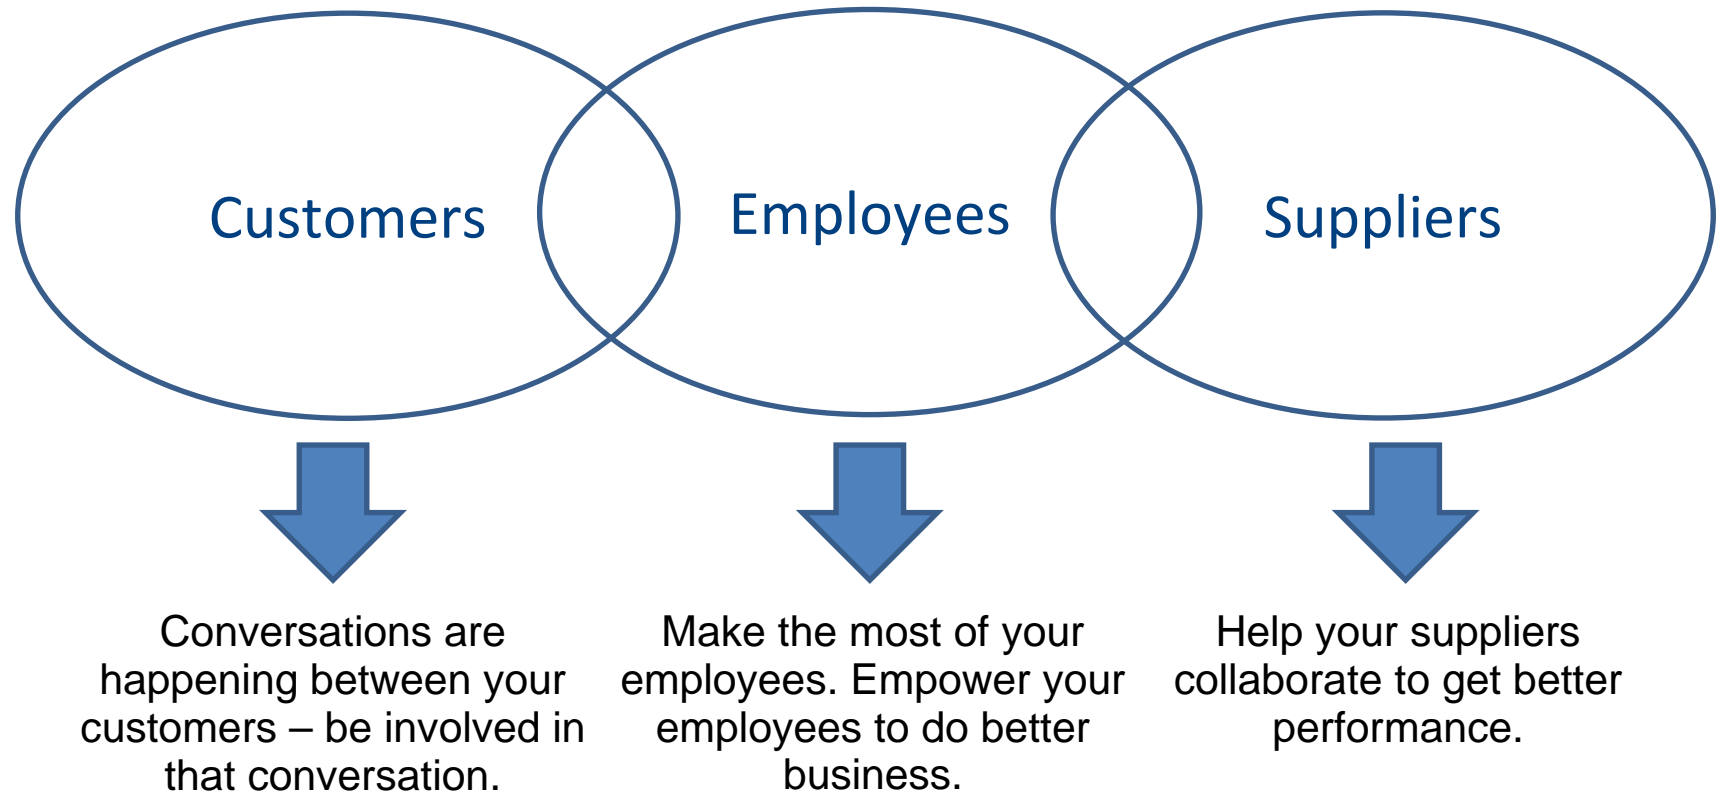 Customers
Employees
Suppliers
Conversations are
happening between your
customers – be involved in
that conversation.
Make the most of your
employees. Empower your
employees to do better
business.
Help your suppliers
collaborate to get better
performance.